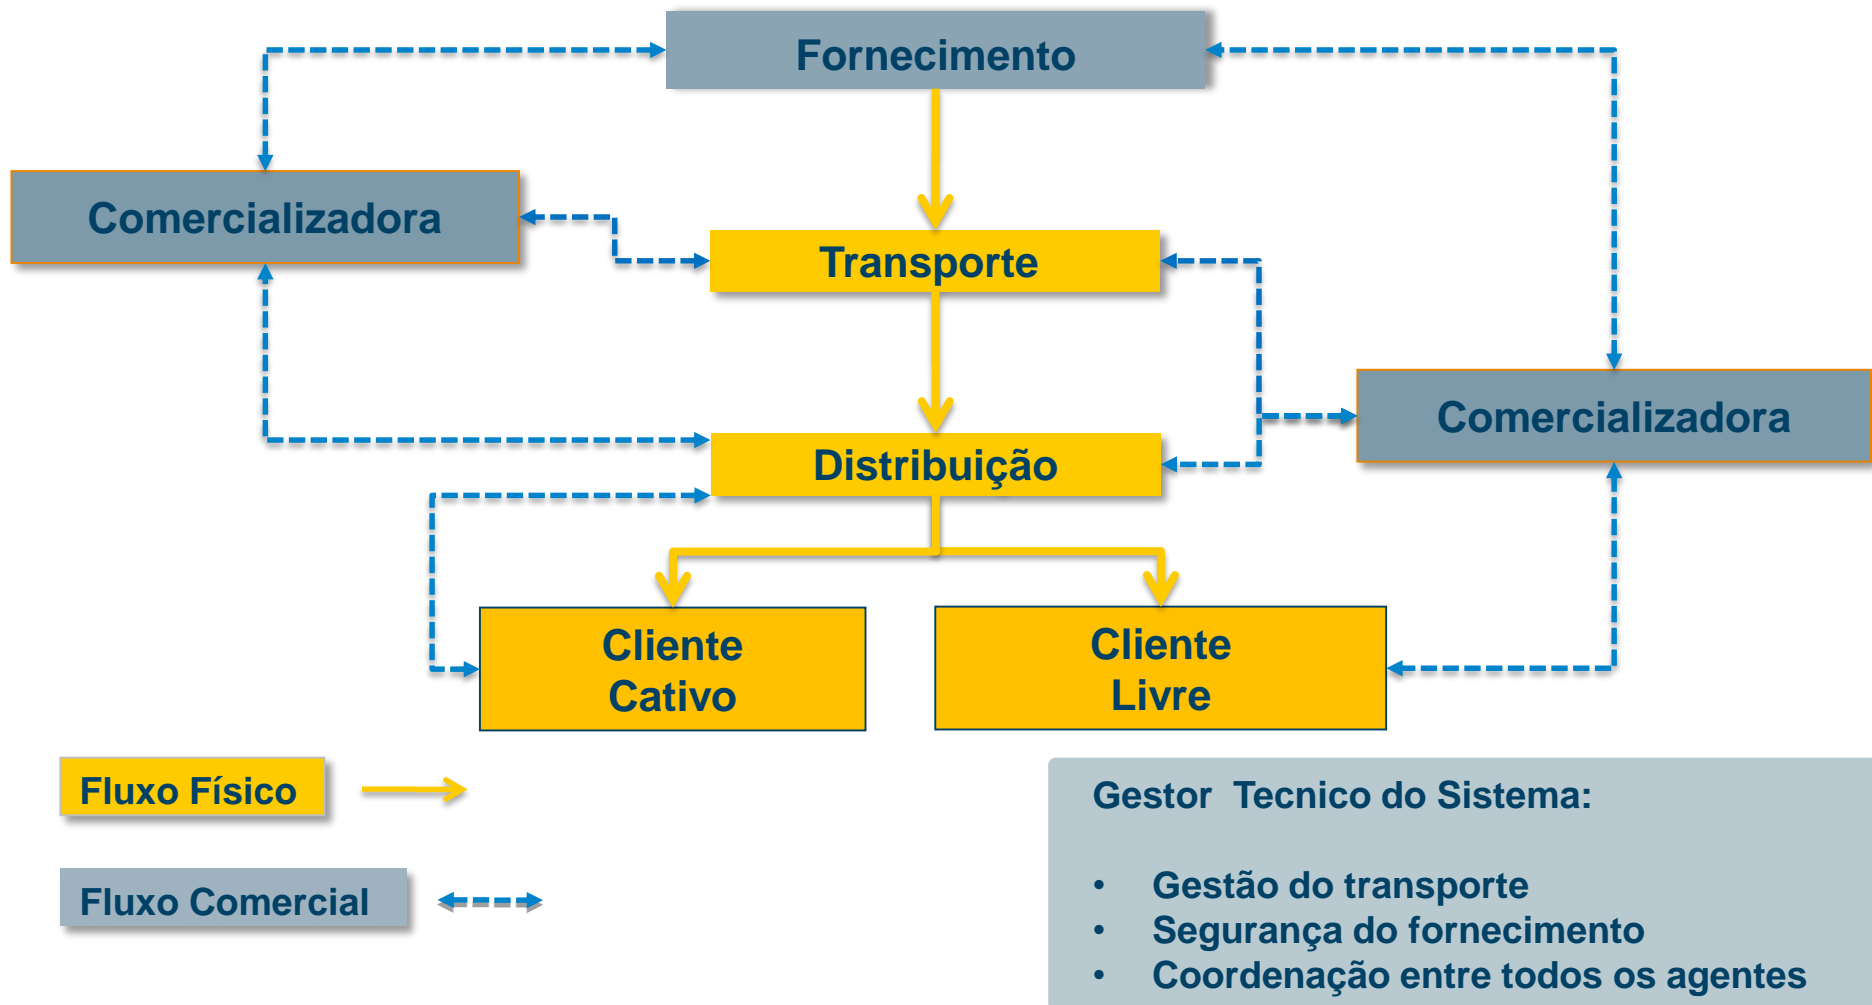 Fornecimento
Comercializadora
Transporte
Comercializadora
Distribuição
Cliente
Cativo
Cliente
Livre
Fluxo Físico
Fluxo Comercial
Gestor Tecnico do Sistema:
• Gestão do transporte
• Segurança do fornecimento
• Coordenação entre todos os agentes